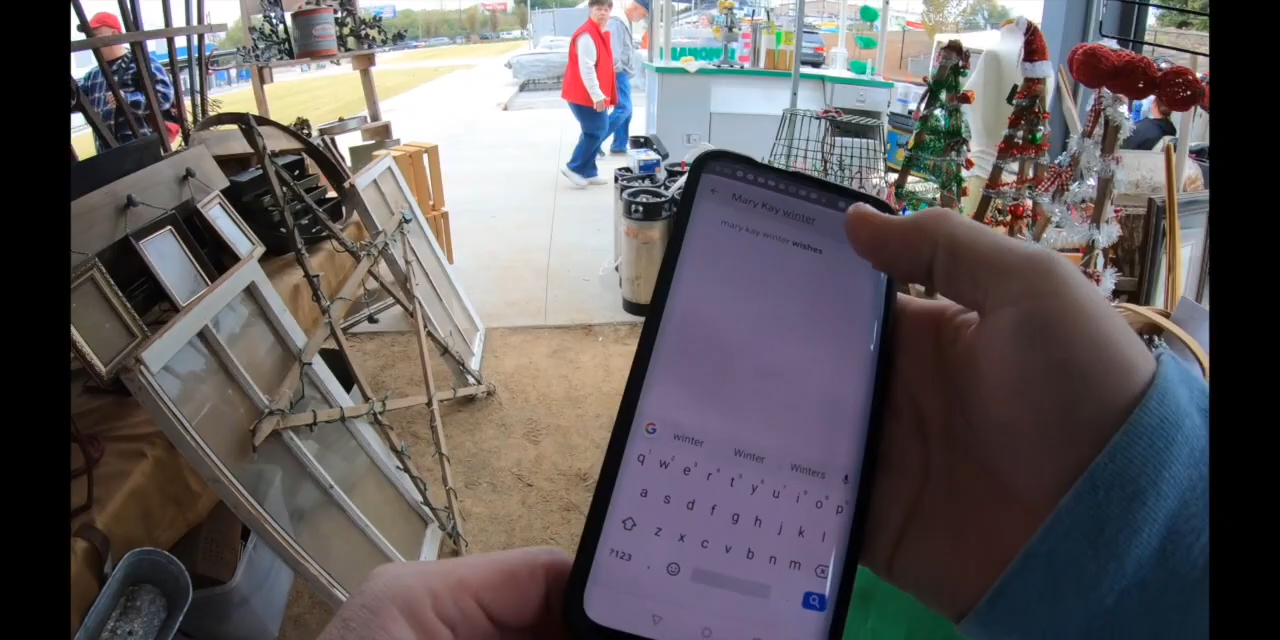 Mary Kay winter
mary kay winter wishes
winter Winter Winters
q w e r t y u i o p
a s d f g h j k l
z x c v b n m
?123 ,